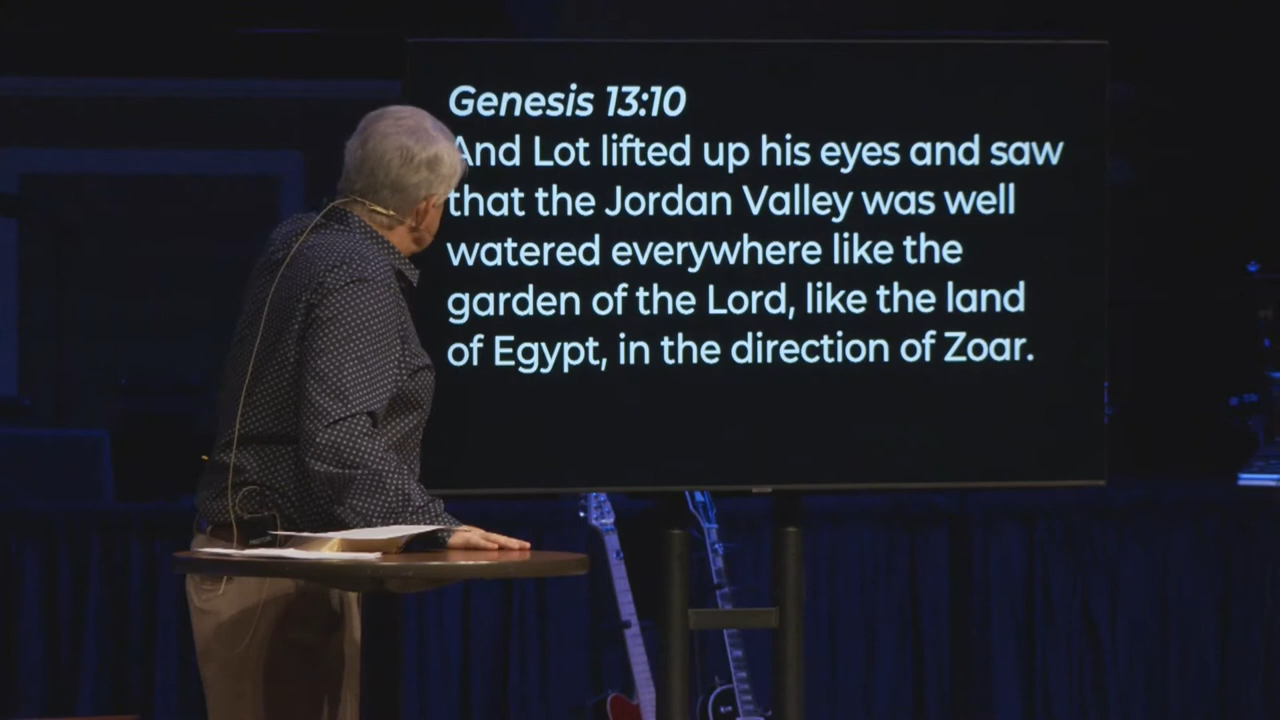 Genesis 13:10
And Lot lifted up his eyes and saw
that the Jordan Valley was well
watered everywhere like the
garden of the Lord, like the land
of Egypt, in the direction of Zoar.